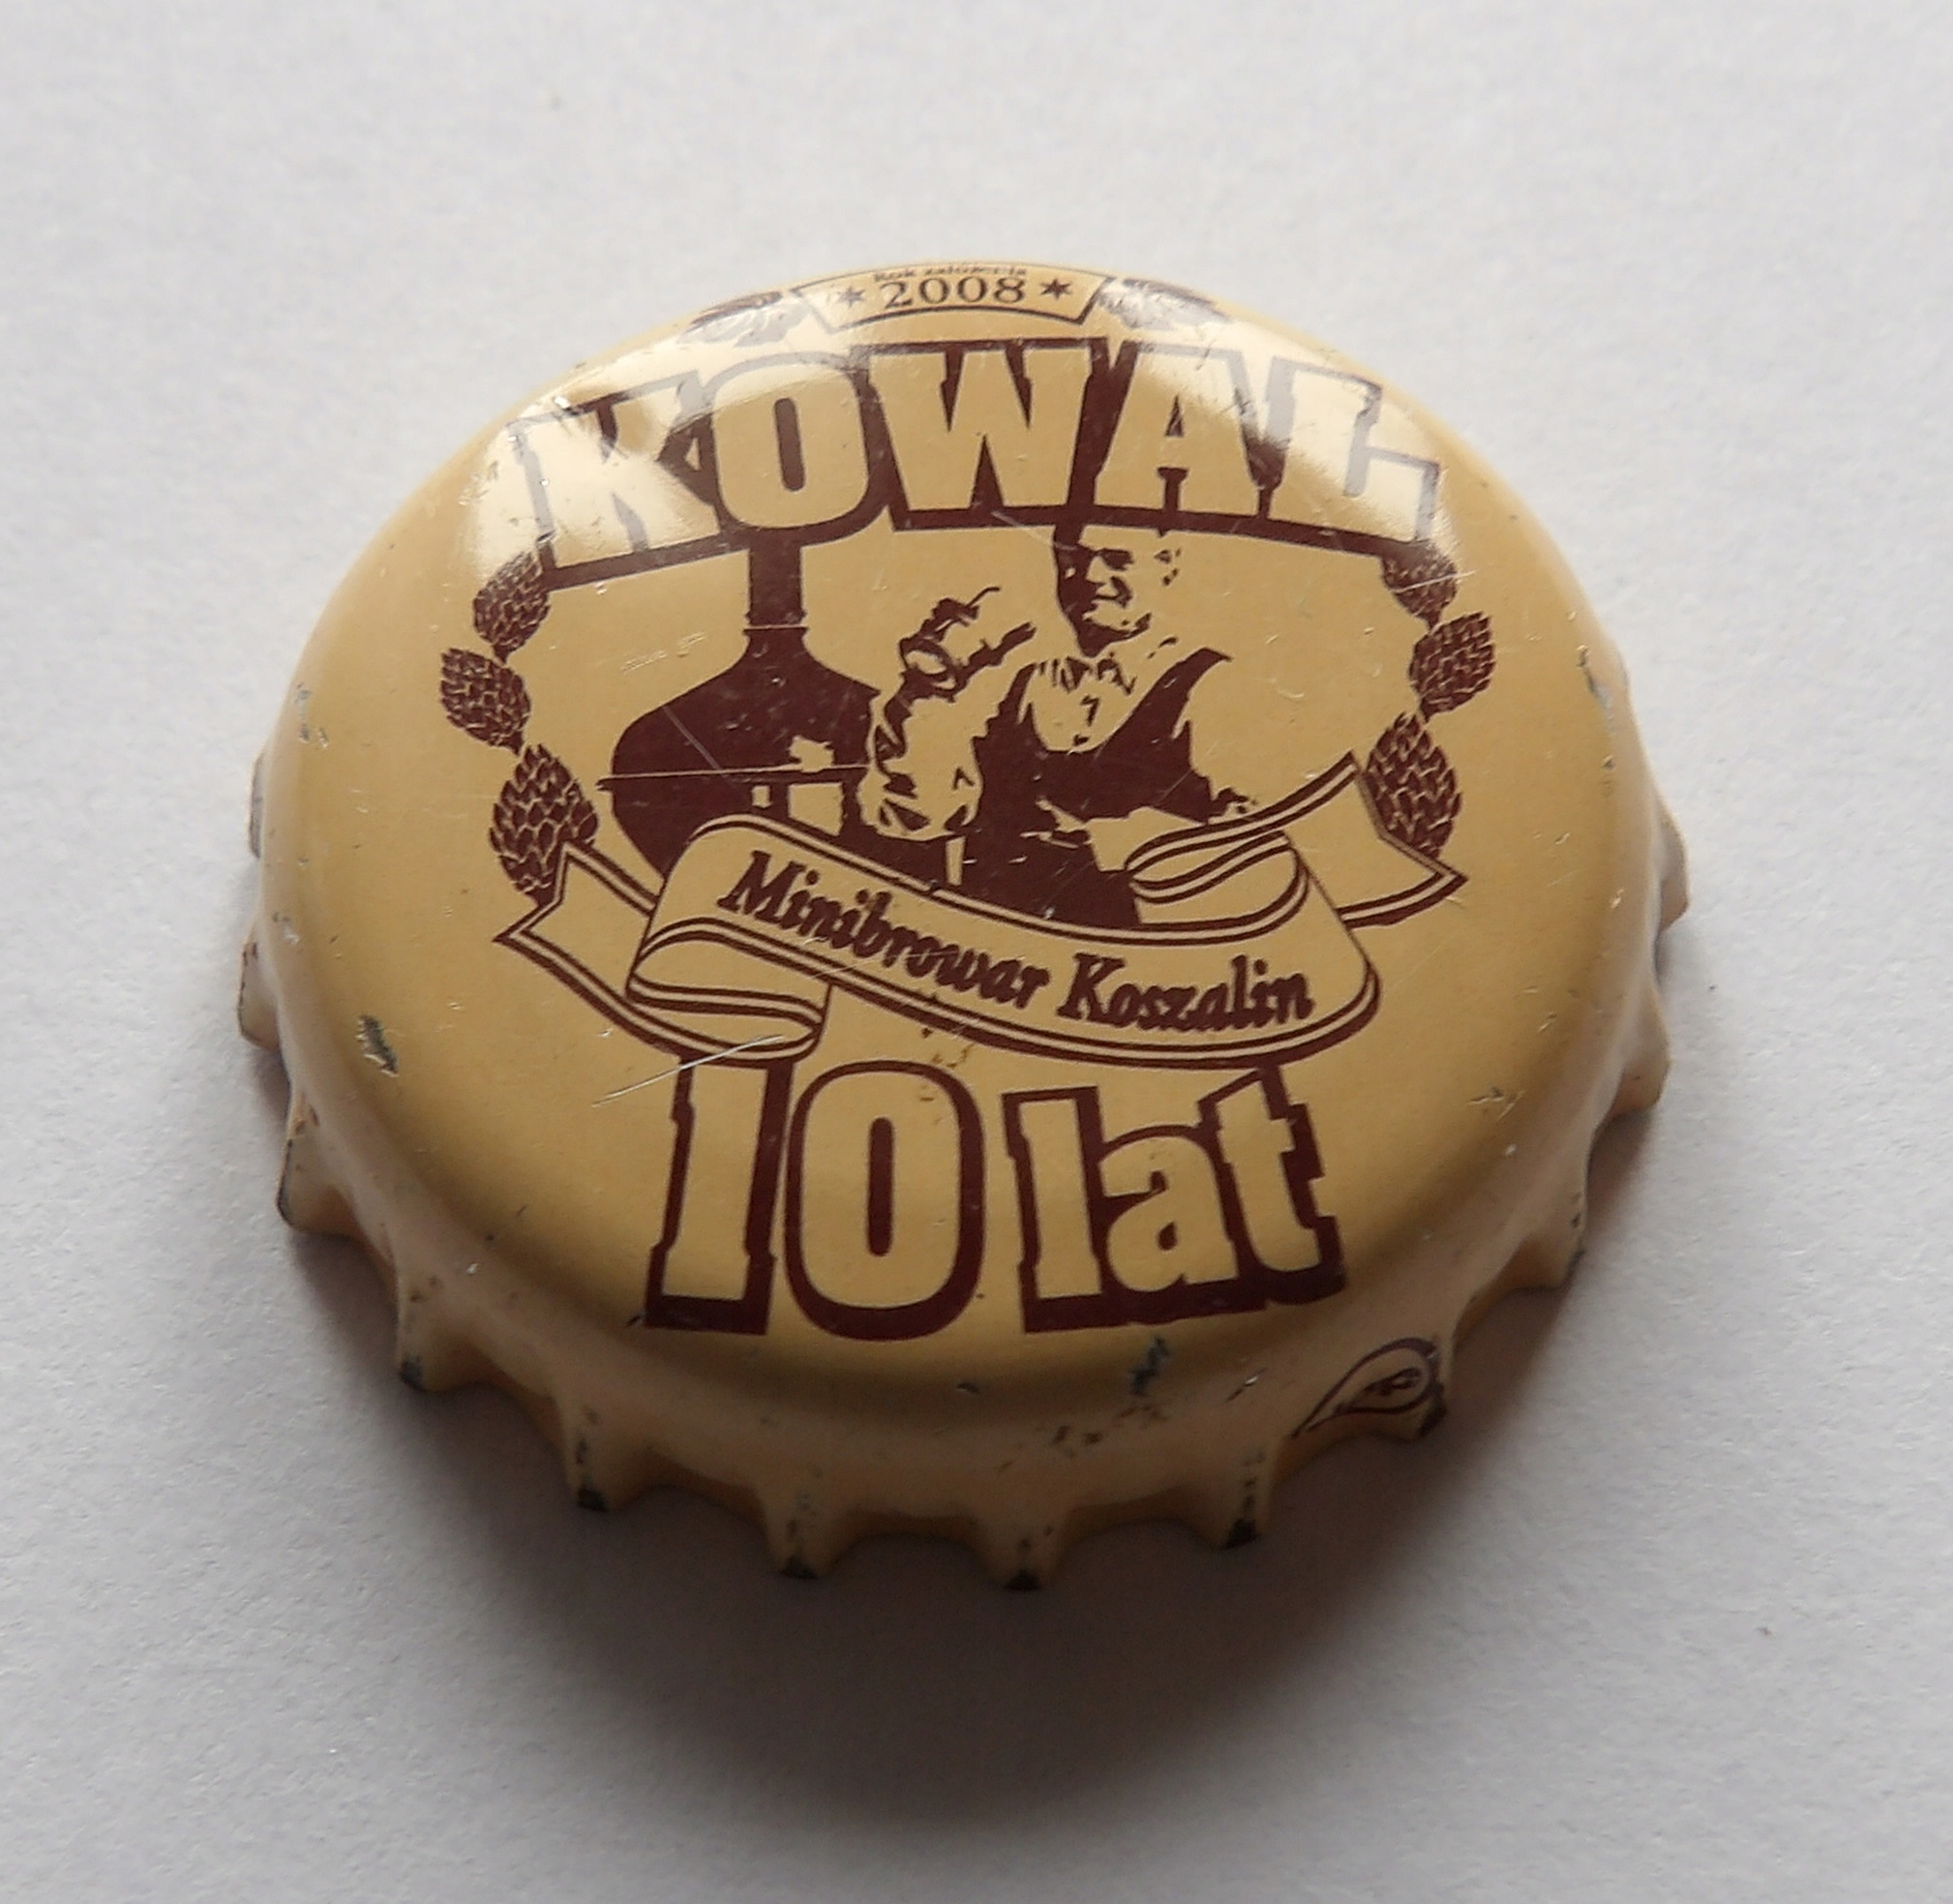 Rok założenia
2008
KOWAL
Minibrowar Koszalin
10 lat